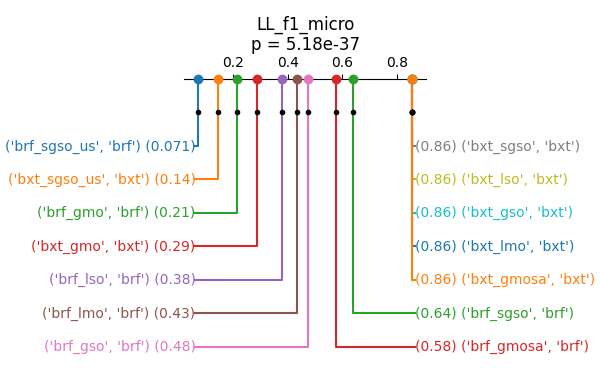 LL_f1_micro
p = 5.18e-37
0.2 0.4 0.6 0.8
('brf_sgso_us', 'brf') (0.071) (0.86) ('bxt_sgso', 'bxt')
('bxt_sgso_us', 'bxt') (0.14) (0.86) ('bxt_lso', 'bxt')
('brf_gmo', 'brf') (0.21) (0.86) ('bxt_gso', 'bxt')
('bxt_gmo', 'bxt') (0.29) (0.86) ('bxt_lmo', 'bxt')
('brf_lso', 'brf') (0.38) (0.86) ('bxt_gmosa', 'bxt')
('brf_lmo', 'brf') (0.43) (0.64) ('brf_sgso', 'brf')
('brf_gso', 'brf') (0.48) (0.58) ('brf_gmosa', 'brf')